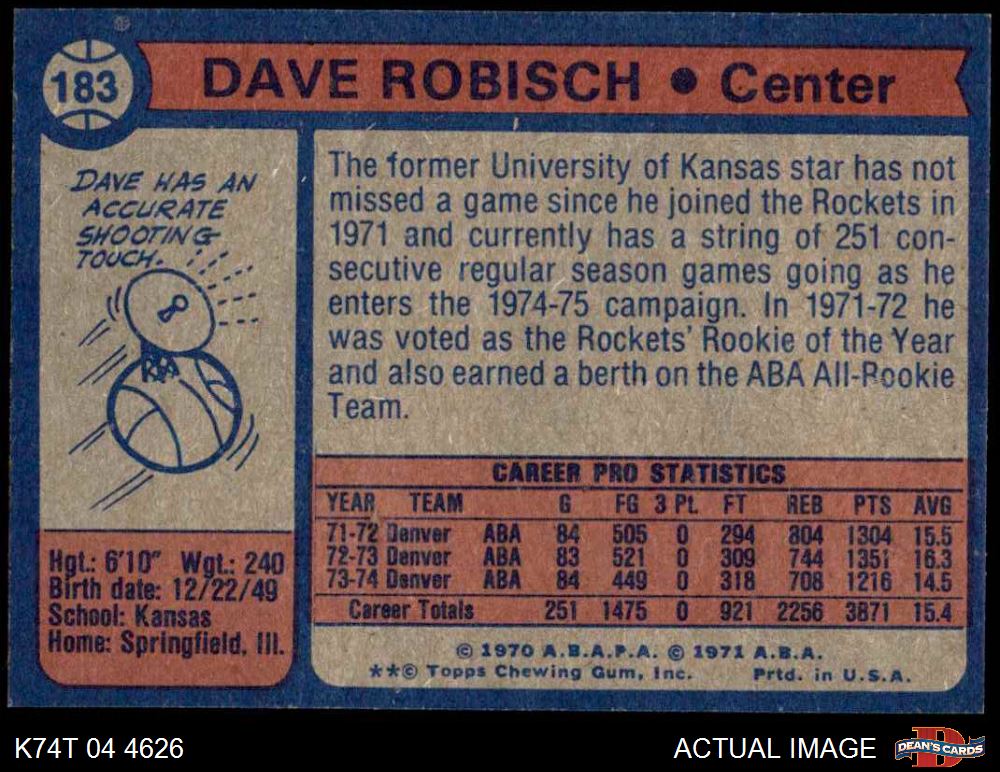 183
DAVE ROBISCH • Center
DAVE HAS AN
ACCURATE
SHOOTING
TOUCH.
8
The former University of Kansas star has not
missed a game since he joined the Rockets in
1971 and currently has a string of 251 con-
secutive regular season games going as he
enters the 1974-75 campaign. In 1971-72 he
was voted as the Rockets' Rookie of the Year
and also earned a berth on the ABA All-Rookie
Team.
Hgt.: 6'10" Wgt.: 240
Birth date: 12/22/49
School: Kansas
Home: Springfield, Ill.
CAREER PRO STATISTICS
YEAR TEAM G FG 3 PL FT REB PTS AVG
71-72 Denver ABA 84 505 0 294 804 1304 15.5
72-73 Denver ABA 83 521 0 309 744 1351 16.3
73-74 Denver ABA 84 449 0 318 708 1216 14.5
Career Totals 251 1475 0 921 2256 3871 15.4
© 1970 A.B.A.P.A. © 1971 A.B.A.
**© Topps Chewing Gum, Inc. Prtd. in U.S.A.
K74T 04 4626
ACTUAL IMAGE
D
DEAN'S CARDS